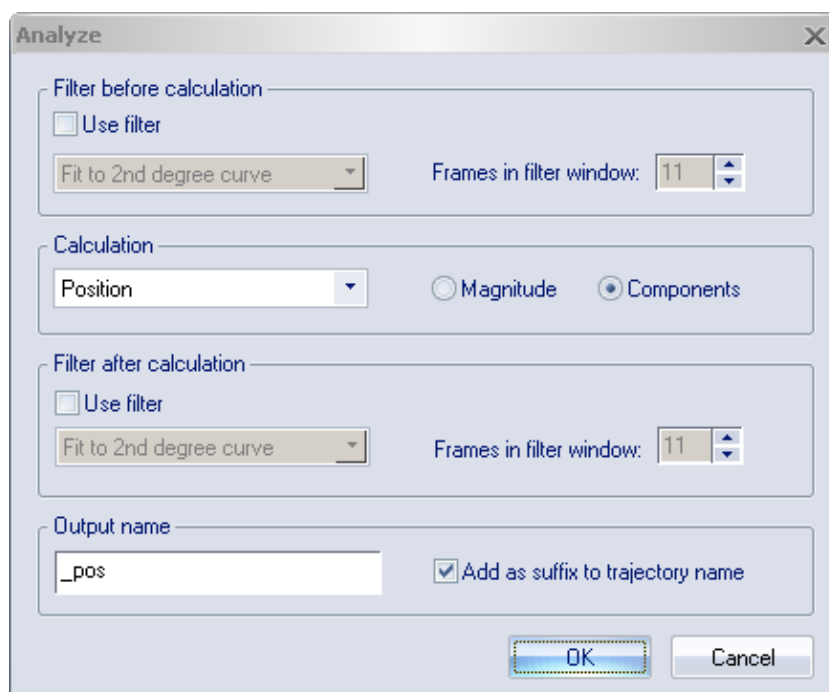 Analyze
Filter before calculation
Use filter
Fit to 2nd degree curve Frames in filter window: 11
Calculation
Position Magnitude Components
Filter after calculation
Use filter
Fit to 2nd degree curve Frames in filter window: 11
Output name
_pos Add as suffix to trajectory name
OK Cancel